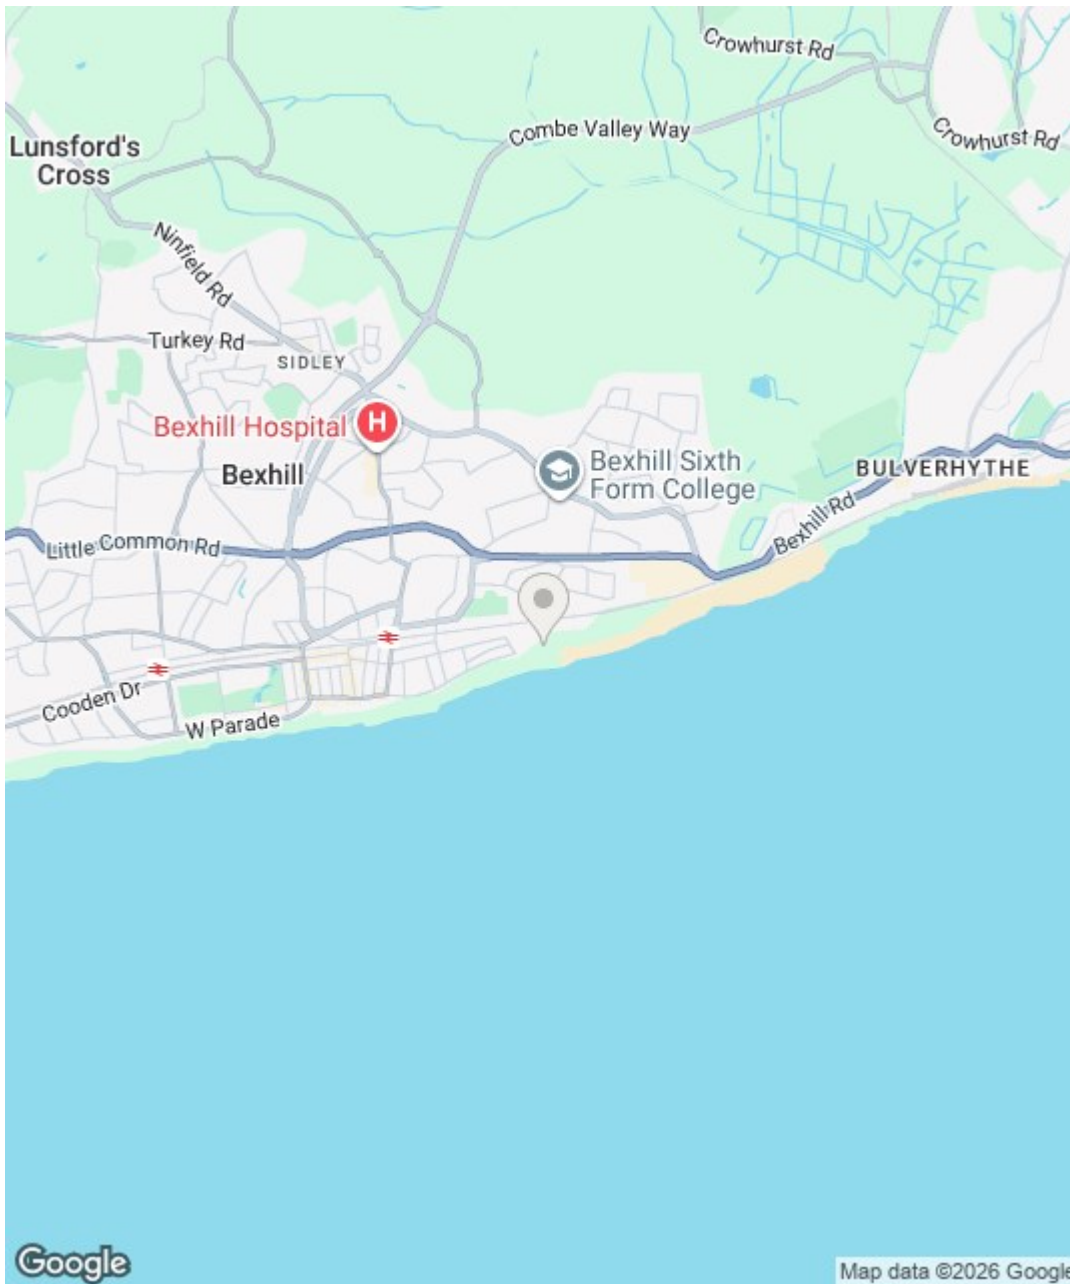 Crowhurst Rd
Combe Valley Way
Crowhurst Rd
Lunsford's
Cross
Ninfield Rd
Turkey Rd
SIDLEY
Bexhill Hospital
H
Bexhill
Bexhill Sixth
Form College
BULVERHYTHE
Bexhill Rd
Little Common Rd
Cooden Dr
W Parade
Google
Map data ©2026 Google